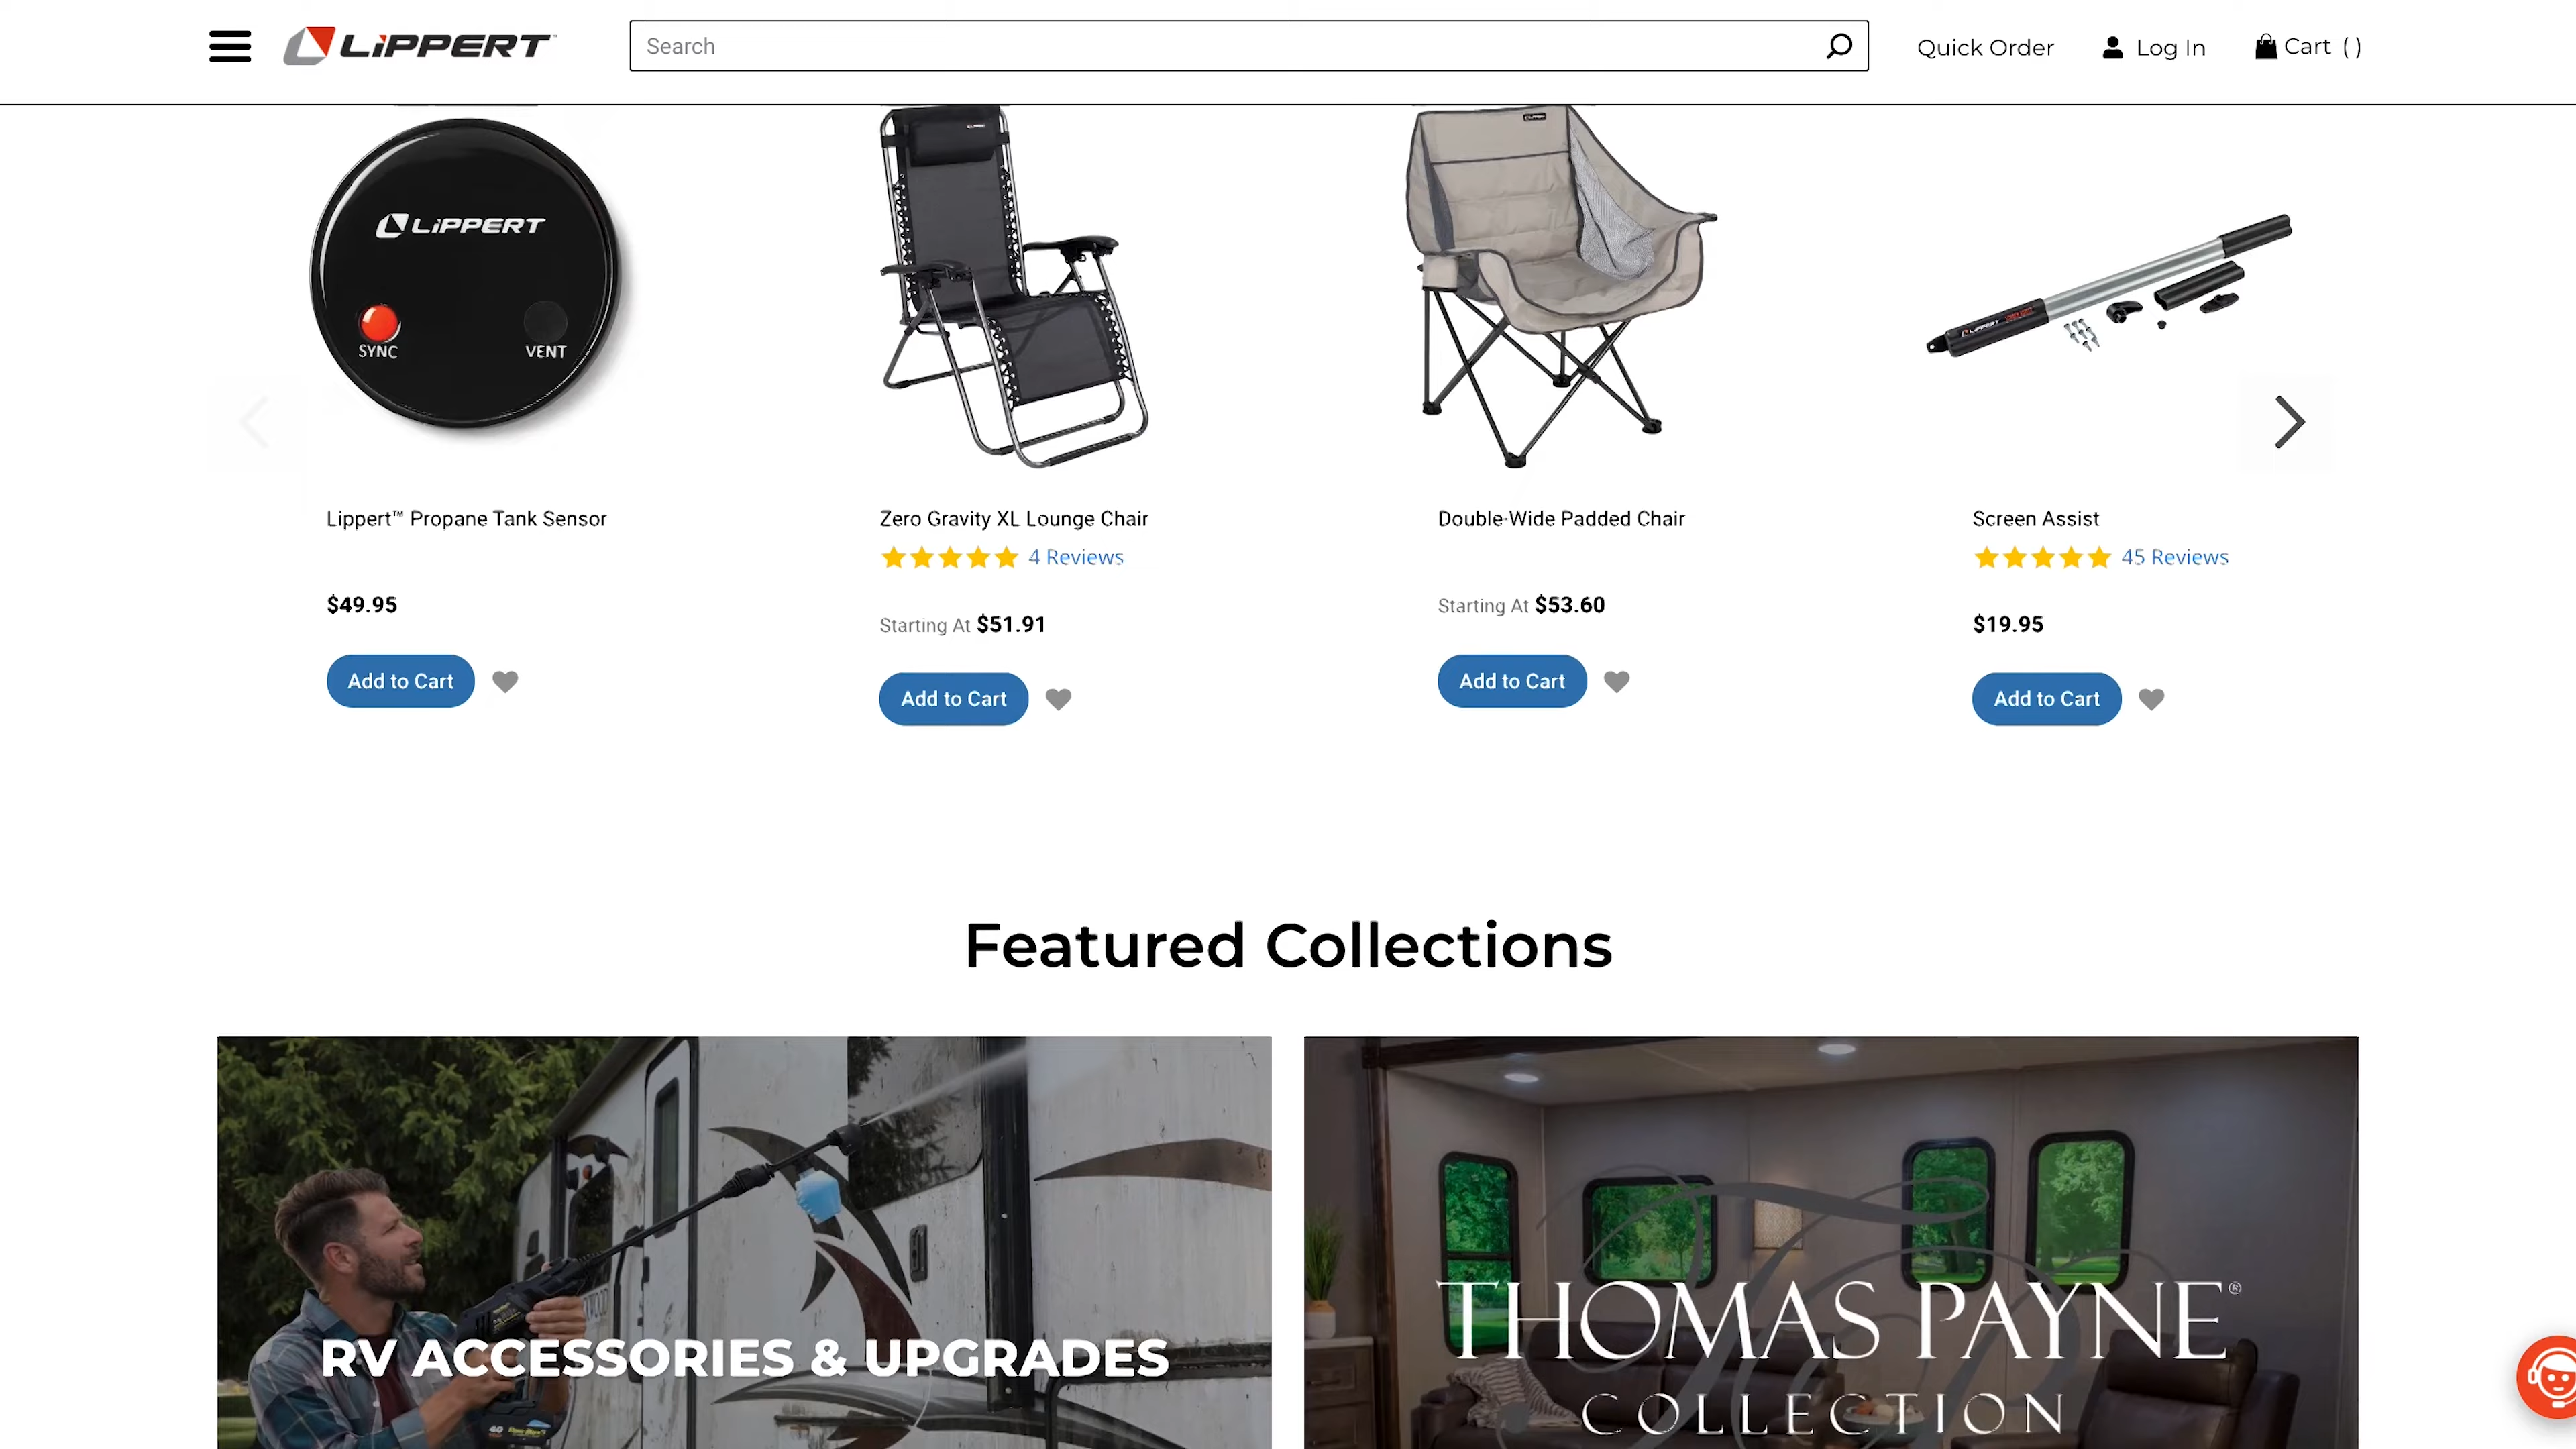 LIPPERT™
Search
Quick Order
Log In
Cart ( )
LIPPERT
SYNC
VENT
LIPPERT
Lippert™ Propane Tank Sensor
$49.95
Add to Cart
Zero Gravity XL Lounge Chair
4 Reviews
Starting At $51.91
Add to Cart
Double-Wide Padded Chair
Starting At $53.60
Add to Cart
Screen Assist
45 Reviews
$19.95
Add to Cart
Featured Collections
RV ACCESSORIES & UPGRADES
40
THOMAS PAYNE®
COLLECTION